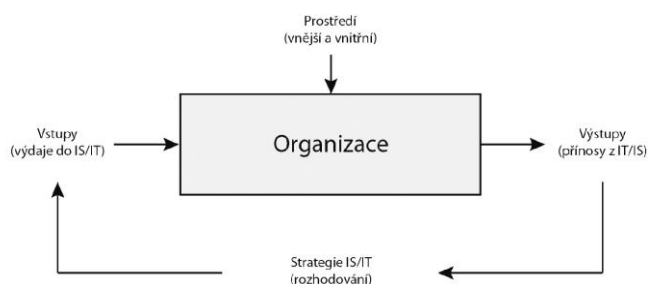 Prostředí
(vnější a vnitřní)
Vstupy
(výdaje do IS/IT)
Organizace
Výstupy
(přínosy z IT/IS)
Strategie IS/IT
(rozhodování)